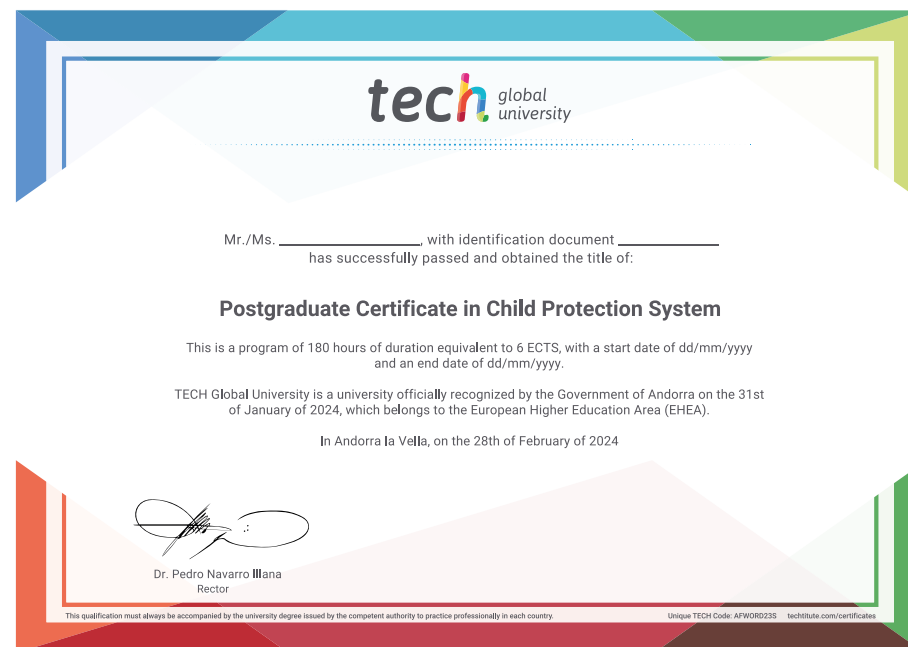 tech global university
Mr./Ms. ____________________, with identification document ______________
has successfully passed and obtained the title of:
Postgraduate Certificate in Child Protection System
This is a program of 180 hours of duration equivalent to 6 ECTS, with a start date of dd/mm/yyyy
and an end date of dd/mm/yyyy.
TECH Global University is a university officially recognized by the Government of Andorra on the 31st
of January of 2024, which belongs to the European Higher Education Area (EHEA).
In Andorra la Vella, on the 28th of February of 2024
Dr. Pedro Navarro Illana
Rector
This qualification must always be accompanied by the university degree issued by the competent authority to practice professionally in each country.
Unique TECH Code: AFWORD23S techtitute.com/certificates